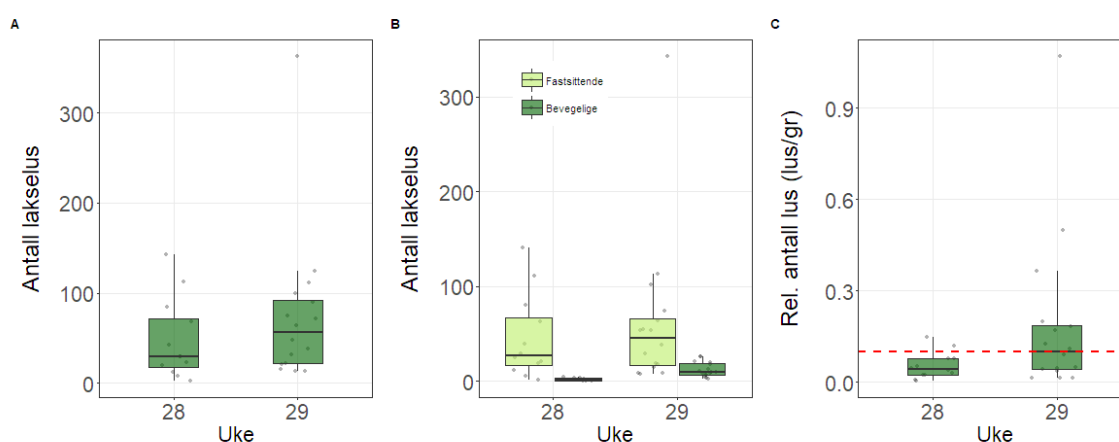 A
Antall lakselus
300
200
100
0
28
29
Uke
B
Antall lakselus
300
200
100
0
Fastsittende
Bevegelige
28
29
Uke
C
Rel. antall lus (lus/gr)
0.9
0.6
0.3
0.0
28
29
Uke